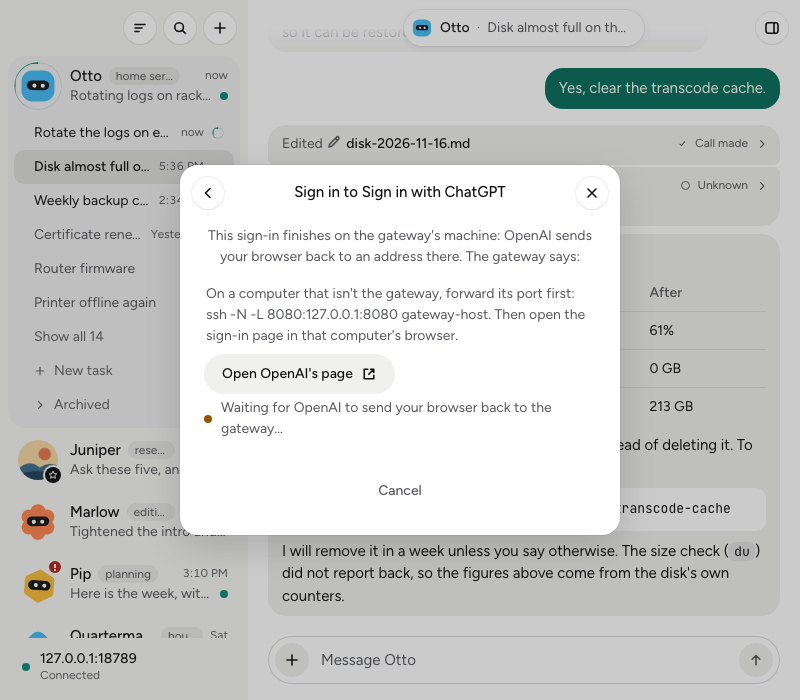 Otto home ser... now
Rotating logs on rack...
Rotate the logs on e... now
Disk almost full o... 5:36 PM
Weekly backup c... 2:34
Certificate rene... Yeste
Router firmware
Printer offline again
Show all 14
New task
Archived
Juniper rese...
Ask these five, an
Marlow editi...
Tightened the intro and...
Pip planning 3:10 PM
Here is the week, wit...
Quarterma hou... Sat
127.0.0.1:18789
Connected
so it can be restor
Otto · Disk almost full on th...
Yes, clear the transcode cache.
Edited disk-2026-11-16.md Call made
Unknown
After
61%
0 GB
213 GB
ead of deleting it. To
transcode-cache
I will remove it in a week unless you say otherwise. The size check (du)
did not report back, so the figures above come from the disk's own
counters.
Message Otto
Sign in to Sign in with ChatGPT
This sign-in finishes on the gateway's machine: OpenAI sends
your browser back to an address there. The gateway says:
On a computer that isn't the gateway, forward its port first:
ssh -N -L 8080:127.0.0.1:8080 gateway-host. Then open the
sign-in page in that computer's browser.
Open OpenAI's page
Waiting for OpenAI to send your browser back to the
gateway...
Cancel